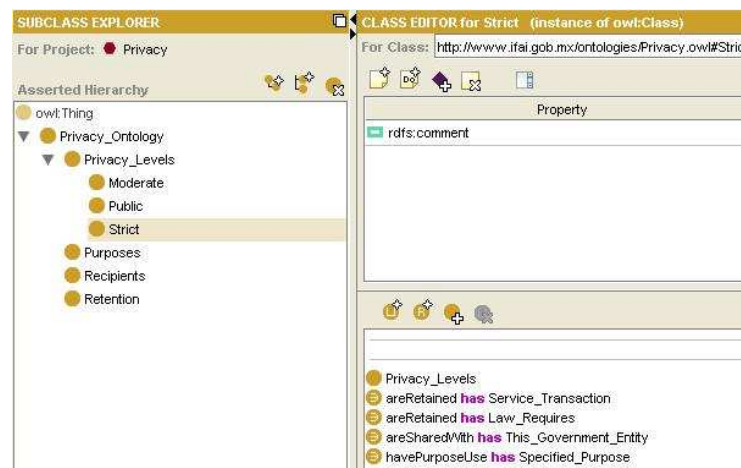 SUBCLASS EXPLORER
For Project: Privacy
Asserted Hierarchy
owl:Thing
Privacy_Ontology
Privacy_Levels
Moderate
Public
Strict
Purposes
Recipients
Retention
CLASS EDITOR for Strict (instance of owl:Class)
For Class: http://www.ifai.gob.mx/ontologies/Privacy.owl#Stric
Property
rdfs:comment
Privacy_Levels
areRetained has Service_Transaction
areRetained has Law_Requires
areSharedWith has This_Government_Entity
havePurposeUse has Specified_Purpose